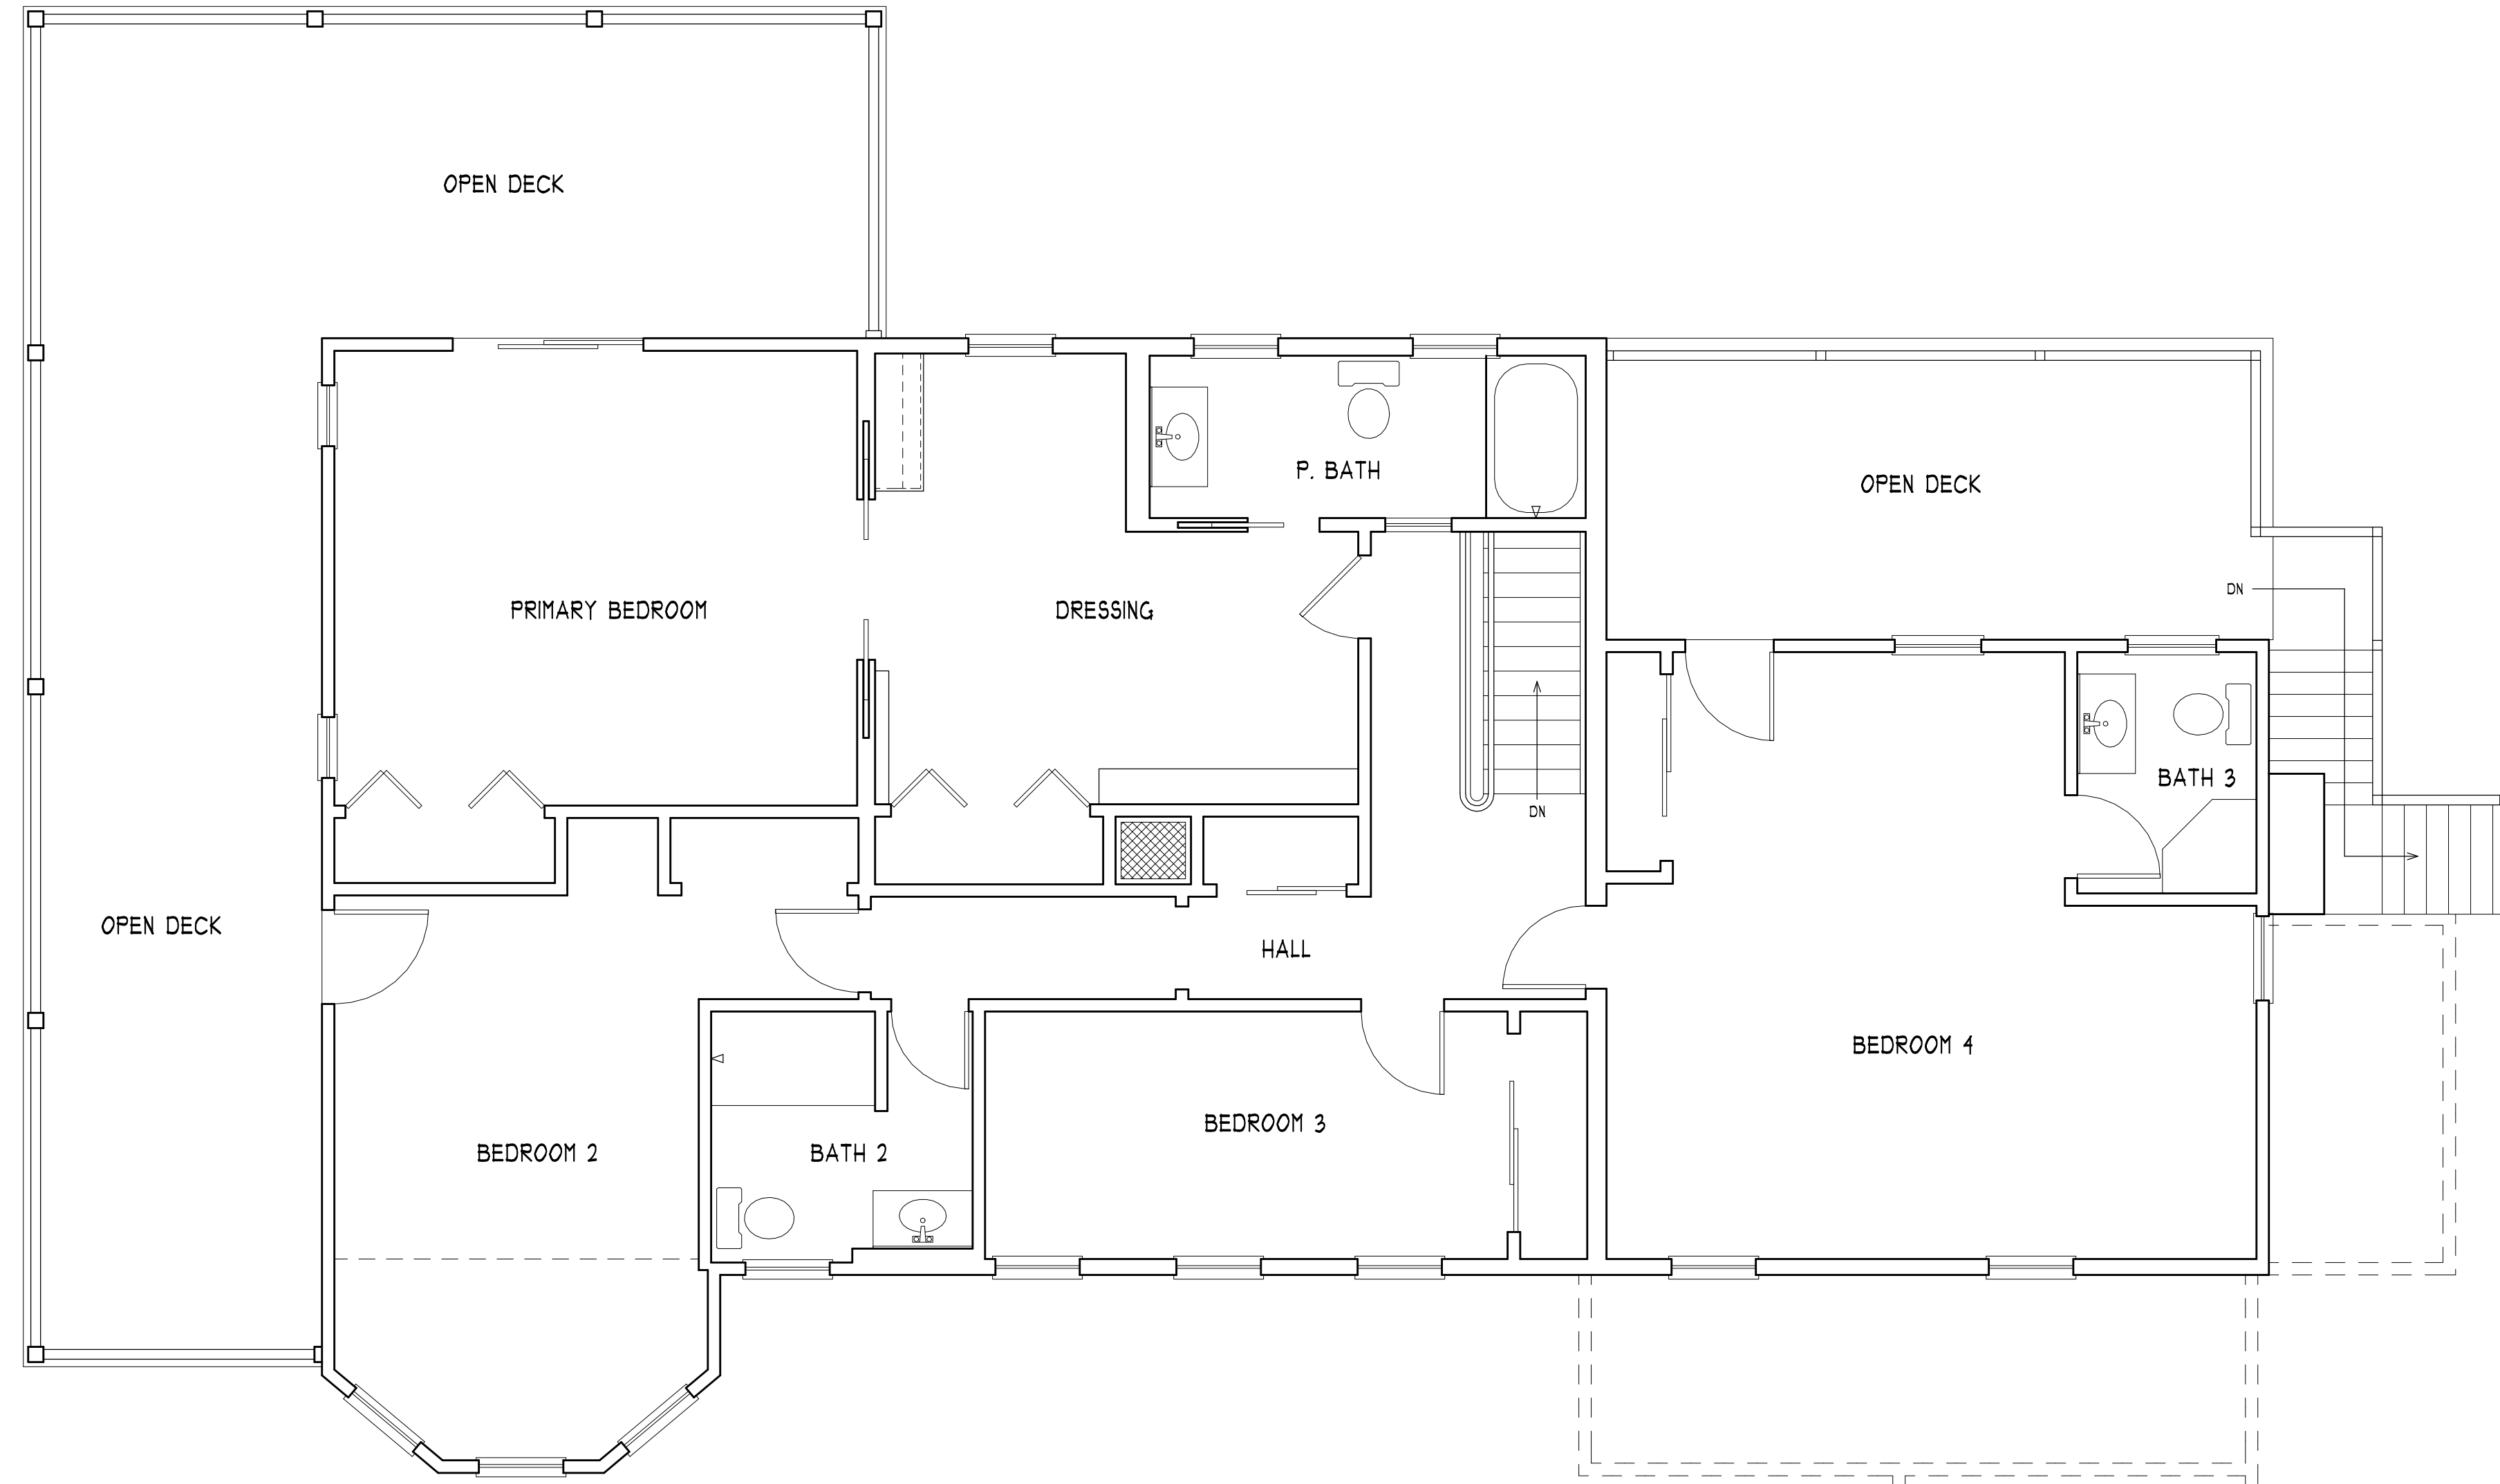 OPEN DECK
P. BATH
OPEN DECK
DN
PRIMARY BEDROOM
DRESSING
BATH 3
DN
OPEN DECK
HALL
BEDROOM 4
BEDROOM 3
BEDROOM 2
BATH 2